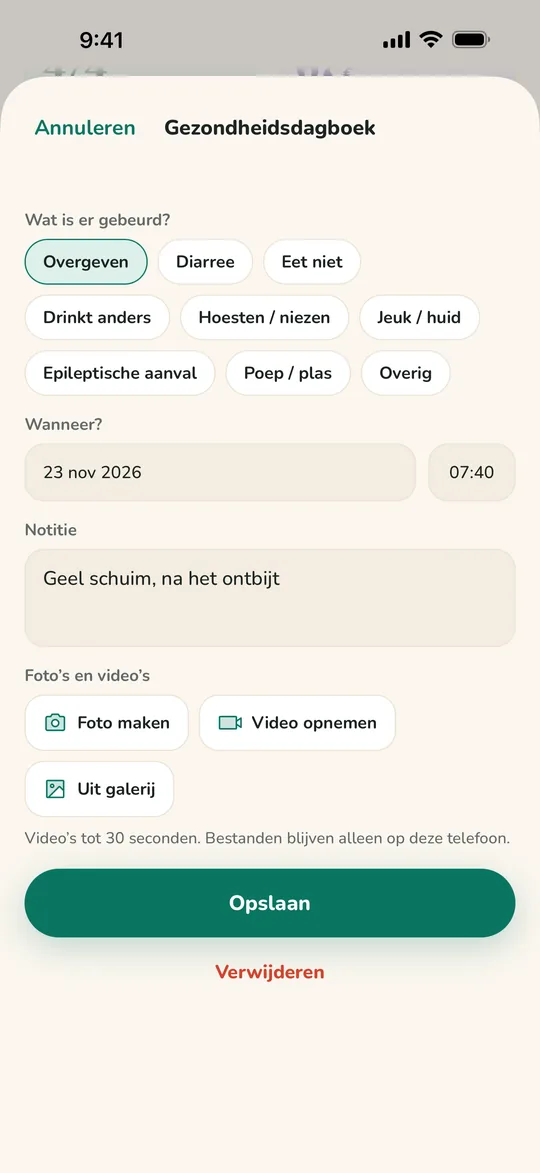 9:41
Annuleren Gezondheidsdagboek
Wat is er gebeurd?
Overgeven Diarree Eet niet
Drinkt anders Hoesten / niezen Jeuk / huid
Epileptische aanval Poep / plas Overig
Wanneer?
23 nov 2026 07:40
Notitie
Geel schuim, na het ontbijt
Foto’s en video’s
Foto maken Video opnemen
Uit galerij
Video’s tot 30 seconden. Bestanden blijven alleen op deze telefoon.
Opslaan
Verwijderen